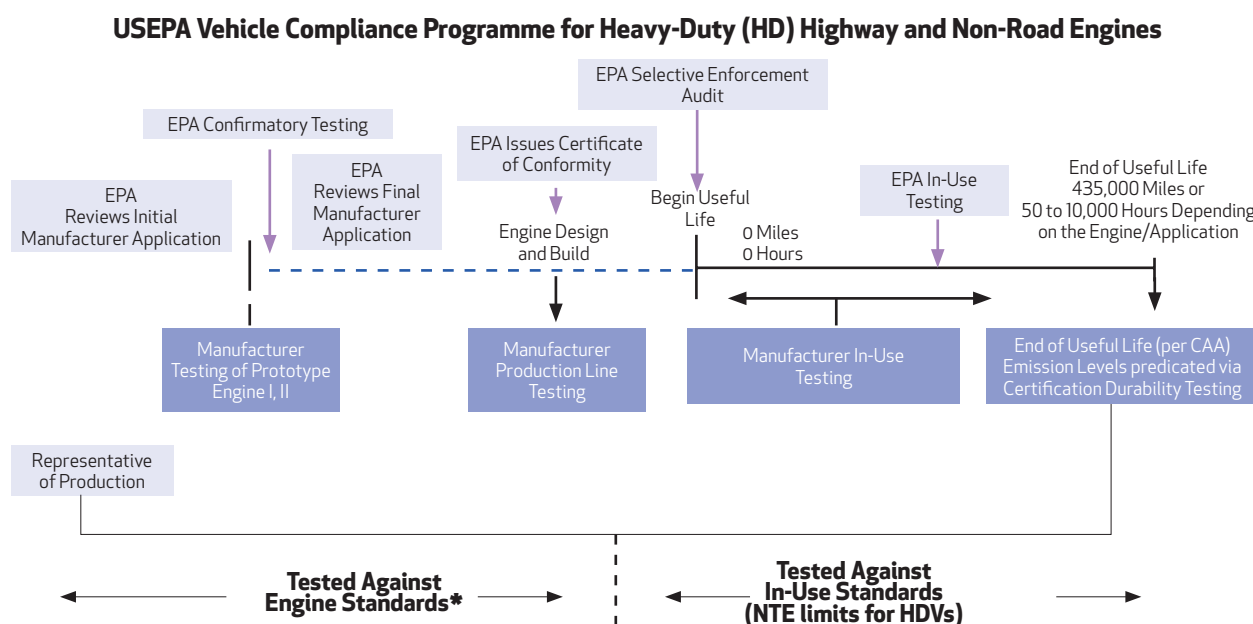 USEPA Vehicle Compliance Programme for Heavy-Duty (HD) Highway and Non-Road Engines
EPA Selective Enforcement
Audit
EPA Confirmatory Testing
EPA Issues Certificate
of Conformity
EPA
Reviews Final
Manufacturer
Application
EPA
Reviews Initial
Manufacturer Application
Begin Useful
Life
EPA In-Use
Testing
End of Useful Life
435,000 Miles or
50 to 10,000 Hours Depending
on the Engine/Application
Engine Design
and Build
0 Miles
0 Hours
Manufacturer
Testing of Prototype
Engine I, II
Manufacturer
Production Line
Testing
Manufacturer In-Use
Testing
End of Useful Life (per CAA)
Emission Levels predicated via
Certification Durability Testing
Representative
of Production
Tested Against
Engine Standards*
Tested Against
In-Use Standards
(NTE limits for HDVs)